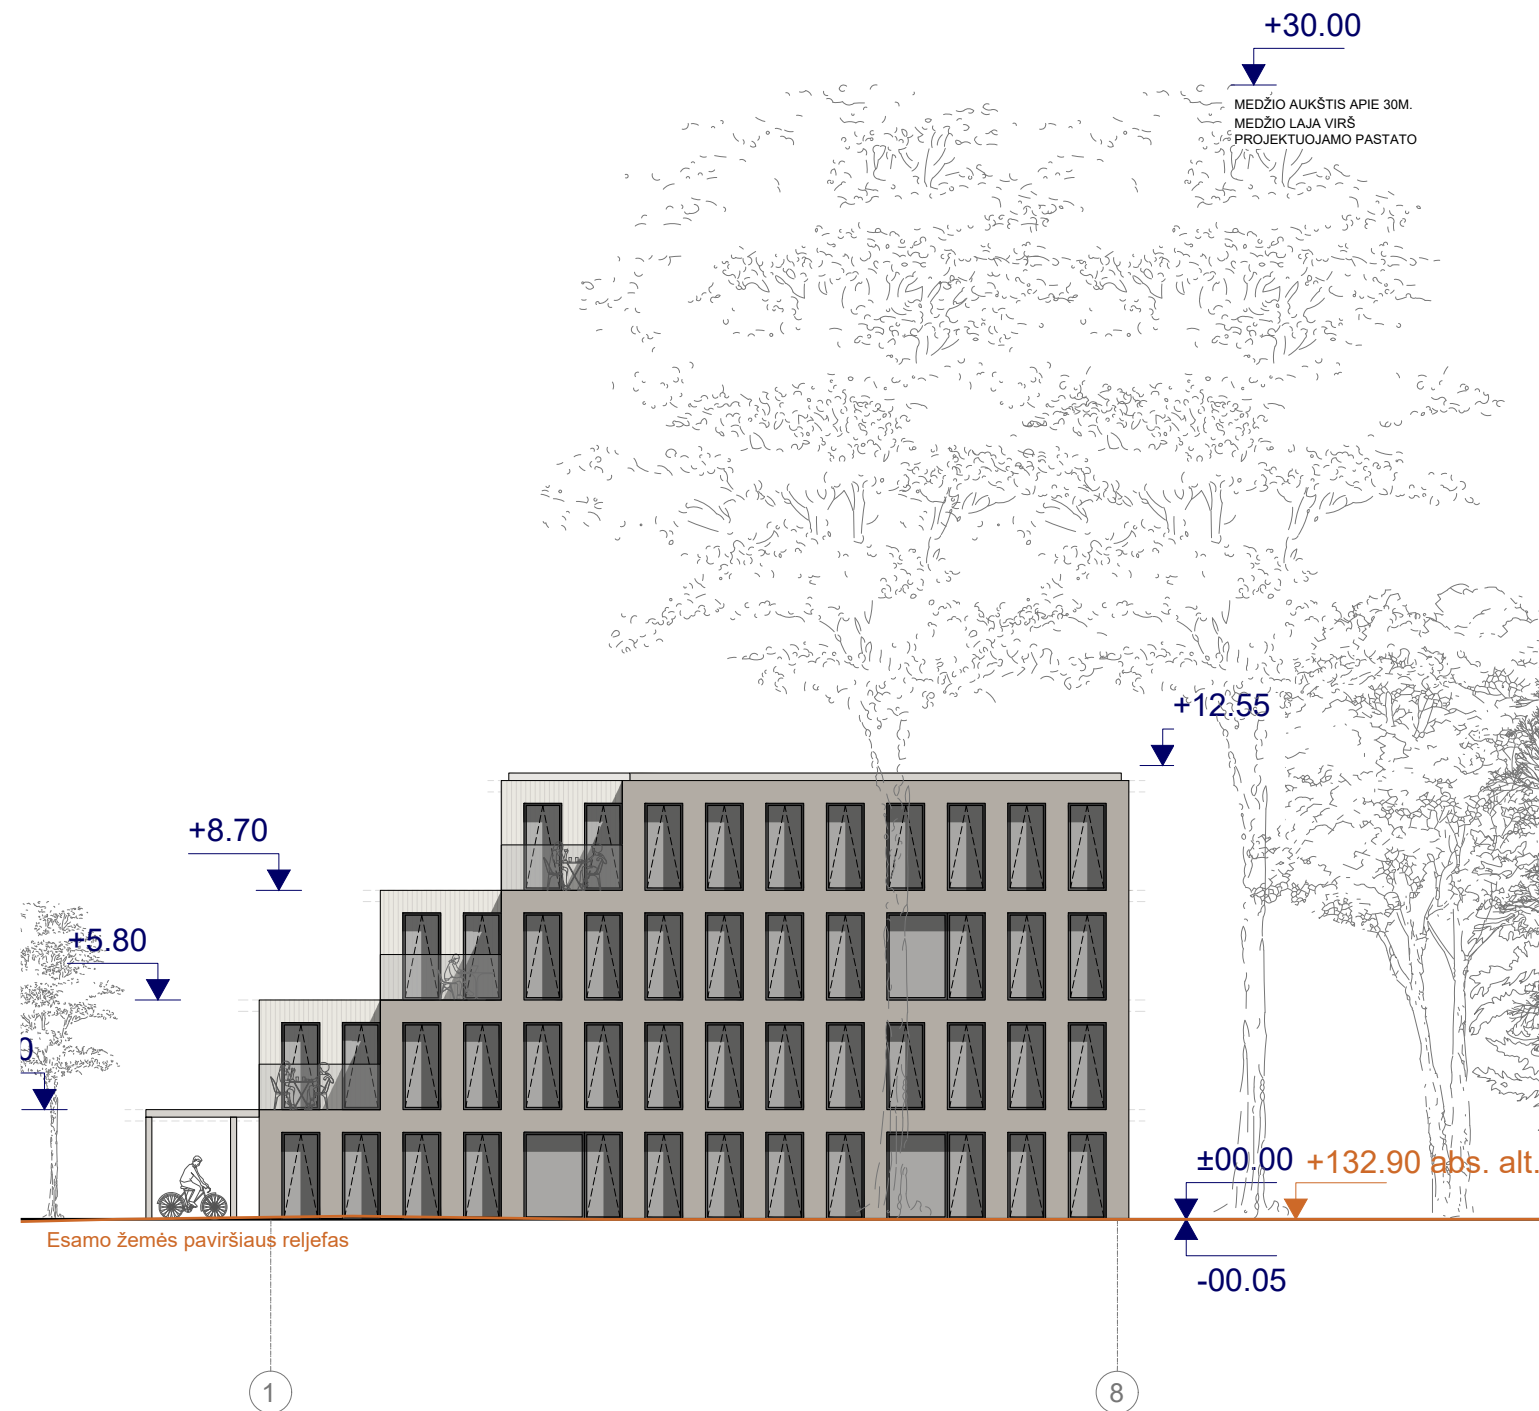 +30.00
MEDŽIO AUKŠTIS APIE 30M.
MEDŽIO LAJA VIRŠ
PROJEKTUOJAMO PASTATO
+12.55
+8.70
+5.80
0
±00.00
+132.90 abs. alt.
Esamo žemės paviršiaus reljefas
-00.05
1
8